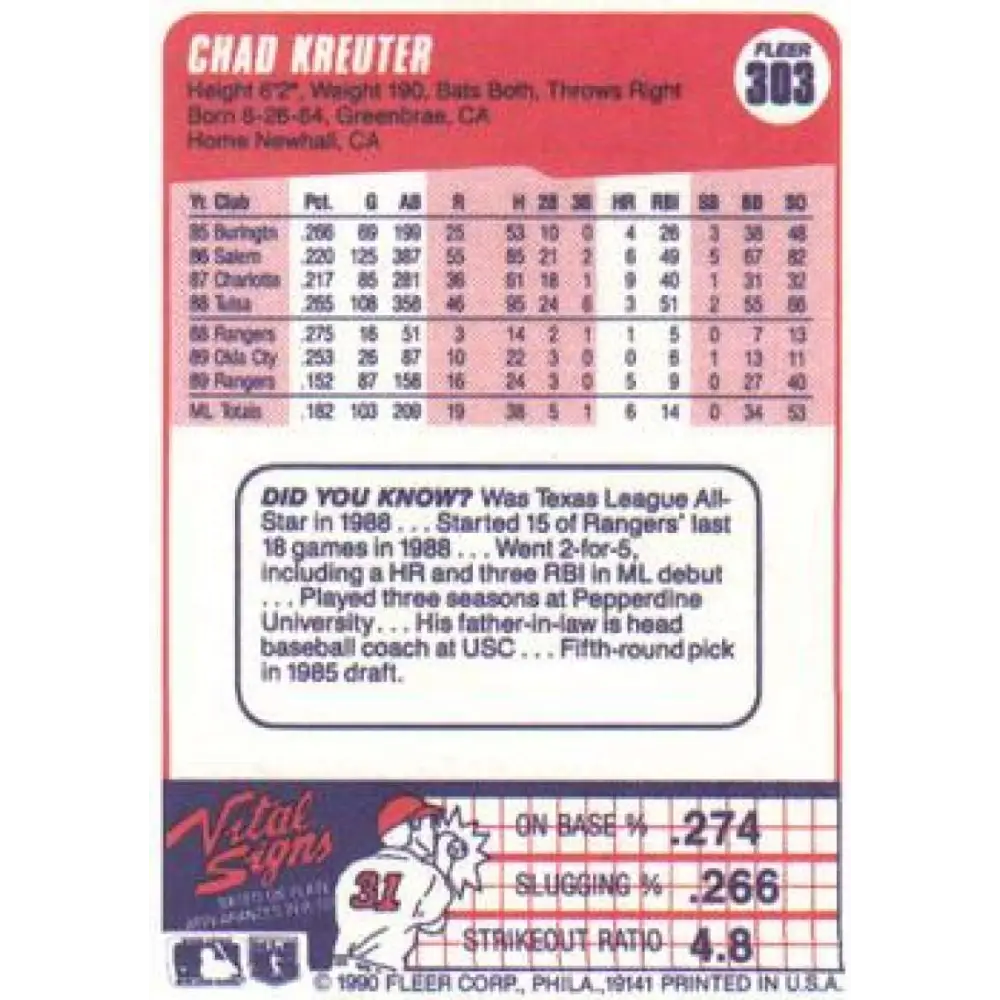 CHAD KREUTER
FLEER
303
Height 6'2", Weight 190, Bats Both, Throws Right
Born 8-26-64, Greenbrae, CA
Home Newhall, CA
Yr. Club Pct. G AB R H 2B 3B HR RBI SB BB SO
85 Burlngtn .266 69 199 25 53 10 0 4 26 3 38 48
86 Salem .220 125 387 55 85 21 2 6 49 5 67 82
87 Charlotte .217 85 281 36 61 18 1 9 40 1 31 32
88 Tulsa .265 108 358 46 95 24 6 3 51 2 55 66
88 Rangers .275 16 51 3 14 2 1 1 5 0 7 13
89 Okla City .253 26 87 10 22 3 0 0 6 1 13 11
89 Rangers .152 87 158 16 24 3 0 5 9 0 27 40
ML Totals .182 103 209 19 38 5 1 6 14 0 34 53
DID YOU KNOW? Was Texas League All-
Star in 1988 . . . Started 15 of Rangers' last
18 games in 1988 . . . Went 2-for-5,
including a HR and three RBI in ML debut
. . . Played three seasons at Pepperdine
University. . . His father-in-law is head
baseball coach at USC . . . Fifth-round pick
in 1985 draft.
Vital
Signs
31
ON BASE % .274
SLUGGING % .266
STRIKEOUT RATIO 4.8
© 1990 FLEER CORP., PHILA.,19141 PRINTED IN U.S.A.